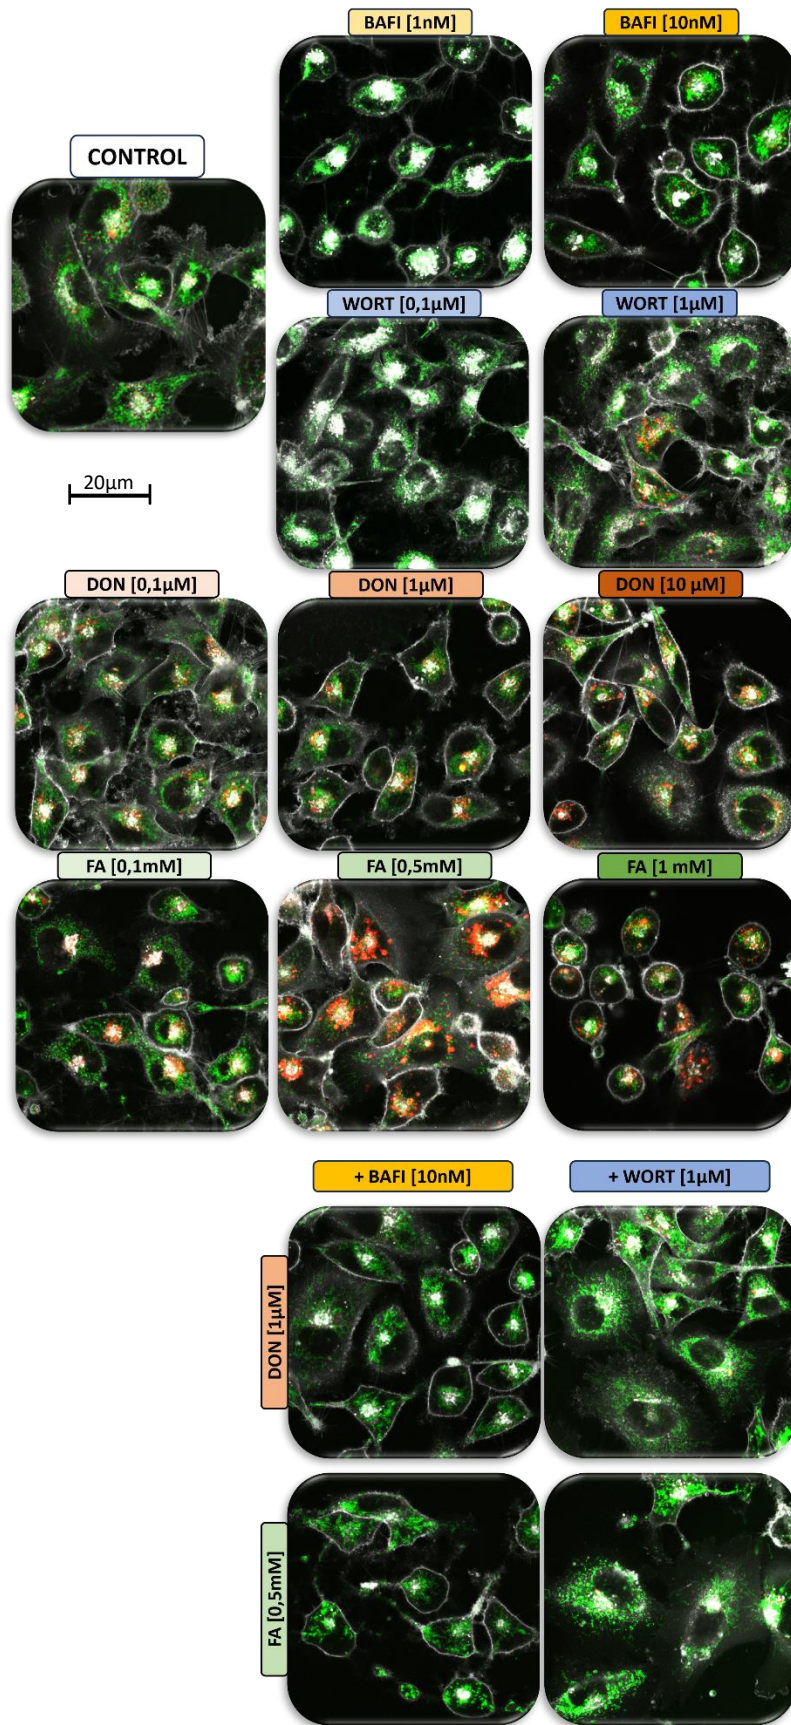 BAFI [1nM]
BAFI [10nM]
CONTROL
WORT [0,1µM]
WORT [1µM]
20µm
DON [0,1µM]
DON [1µM]
DON [10 µM]
FA [0,1mM]
FA [0,5mM]
FA [1 mM]
+ BAFI [10nM]
+ WORT [1µM]
DON [1µM]
FA [0,5mM]